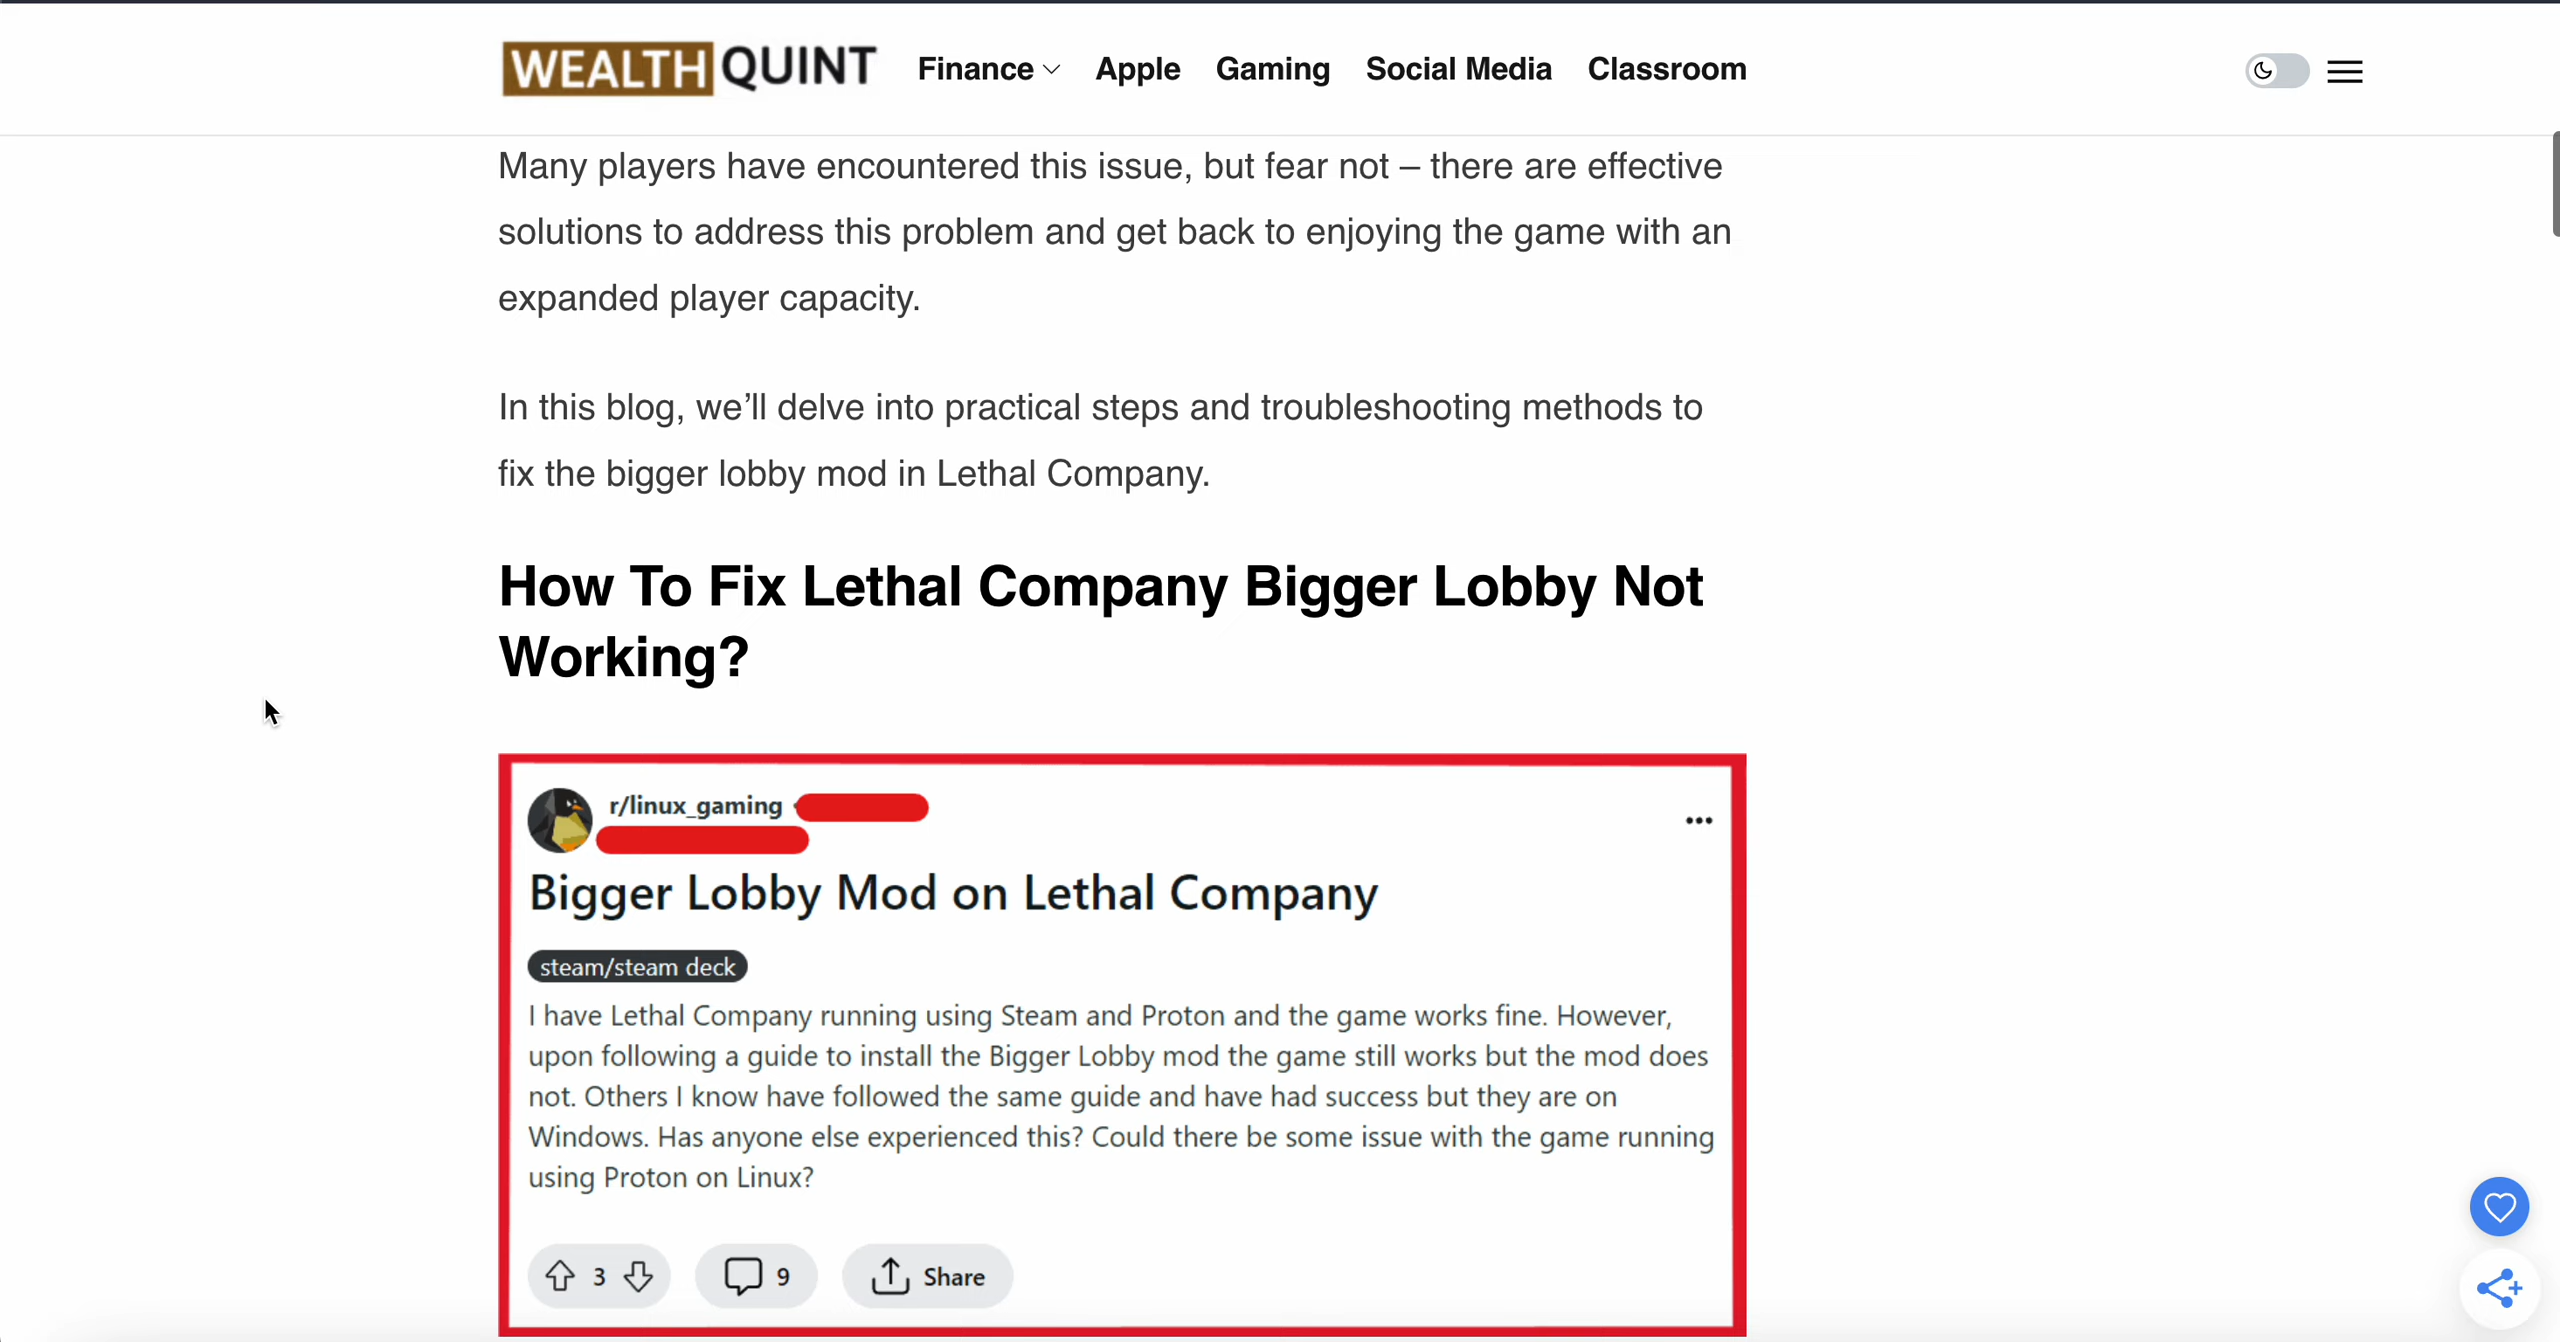 WEALTH QUINT Finance Apple Gaming Social Media Classroom
Many players have encountered this issue, but fear not – there are effective
solutions to address this problem and get back to enjoying the game with an
expanded player capacity.
In this blog, we’ll delve into practical steps and troubleshooting methods to
fix the bigger lobby mod in Lethal Company.
How To Fix Lethal Company Bigger Lobby Not
Working?
r/linux_gaming
Bigger Lobby Mod on Lethal Company
steam/steam deck
I have Lethal Company running using Steam and Proton and the game works fine. However,
upon following a guide to install the Bigger Lobby mod the game still works but the mod does
not. Others I know have followed the same guide and have had success but they are on
Windows. Has anyone else experienced this? Could there be some issue with the game running
using Proton on Linux?
3 9 Share